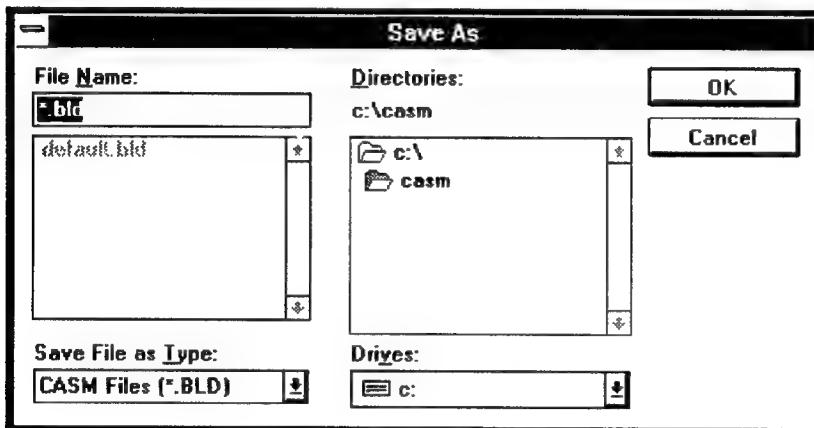 Save As
File Name:
*.bld
default.bld
Save File as Type:
CASM Files (*.BLD)
Directories:
c:\casm
c:\
casm
Drives:
c:
OK
Cancel